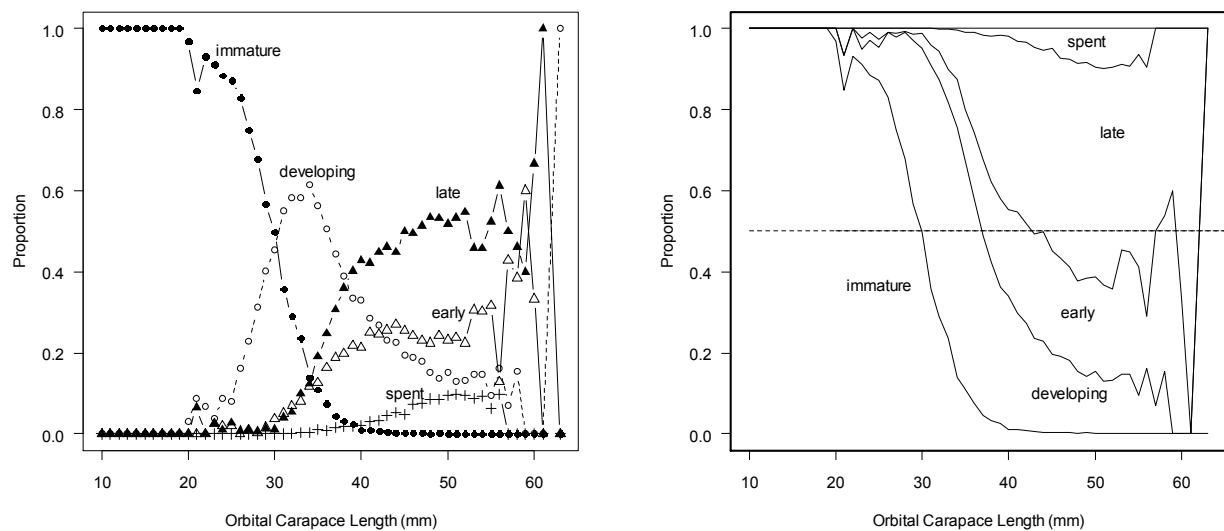 1.0
0.8
0.6
0.4
0.2
0.0
Proportion
immature
developing
late
early
spent
10 20 30 40 50 60
Orbital Carapace Length (mm)
1.0
0.8
0.6
0.4
0.2
0.0
Proportion
spent
late
immature
early
developing
10 20 30 40 50 60
Orbital Carapace Length (mm)